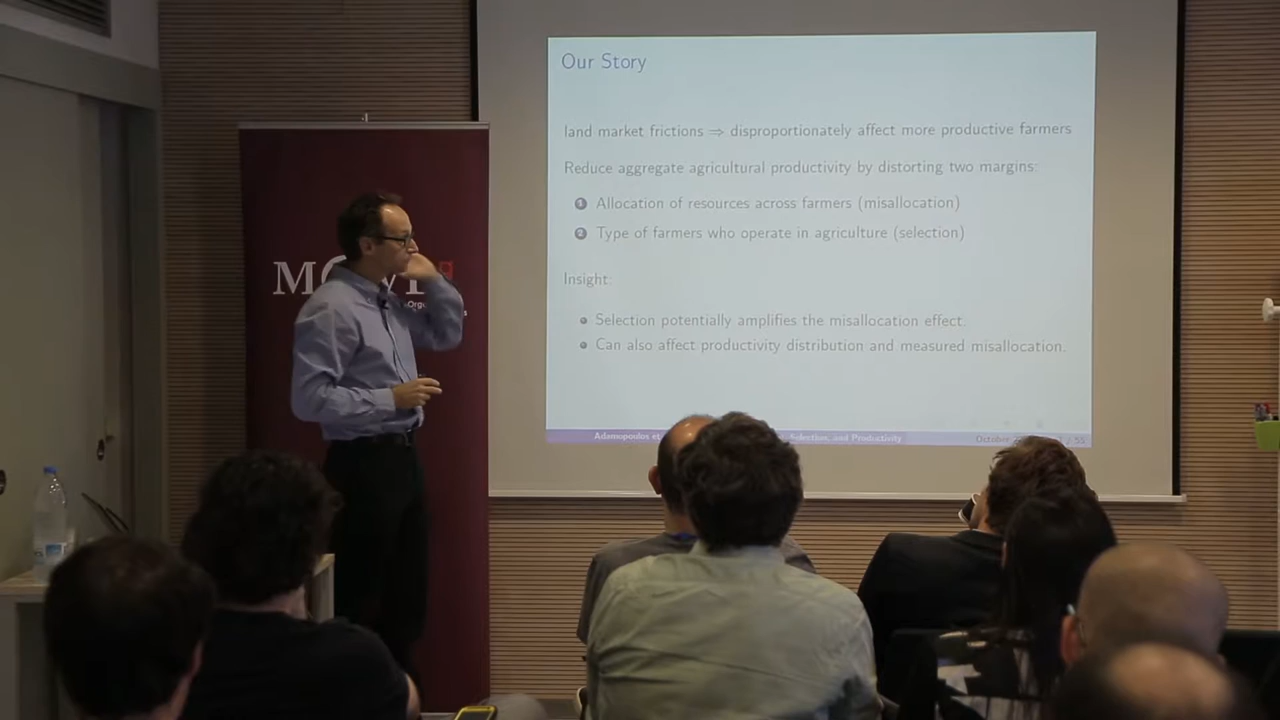 Our Story
land market frictions ⇒ disproportionately affect more productive farmers
Reduce aggregate agricultural productivity by distorting two margins:
1 Allocation of resources across farmers (misallocation)
2 Type of farmers who operate in agriculture (selection)
Insight:
Selection potentially amplifies the misallocation effect.
Can also affect productivity distribution and measured misallocation.
Adamopoulos et
Selection, and Productivity
October
55